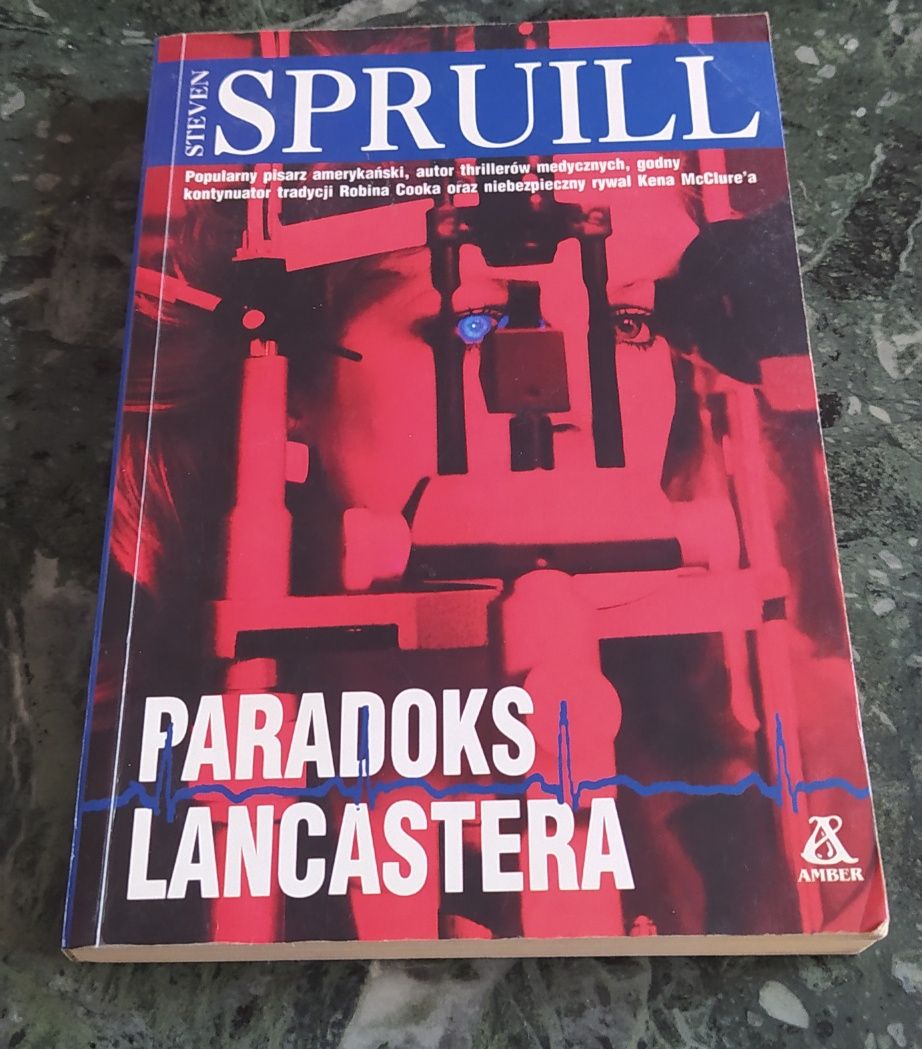 STEVEN
SPRUILL
Popularny pisarz amerykański, autor thrillerów medycznych, godny
kontynuator tradycji Robina Cooka oraz niebezpieczny rywal Kena McClure'a
PARADOKS
LANCASTERA
AMBER